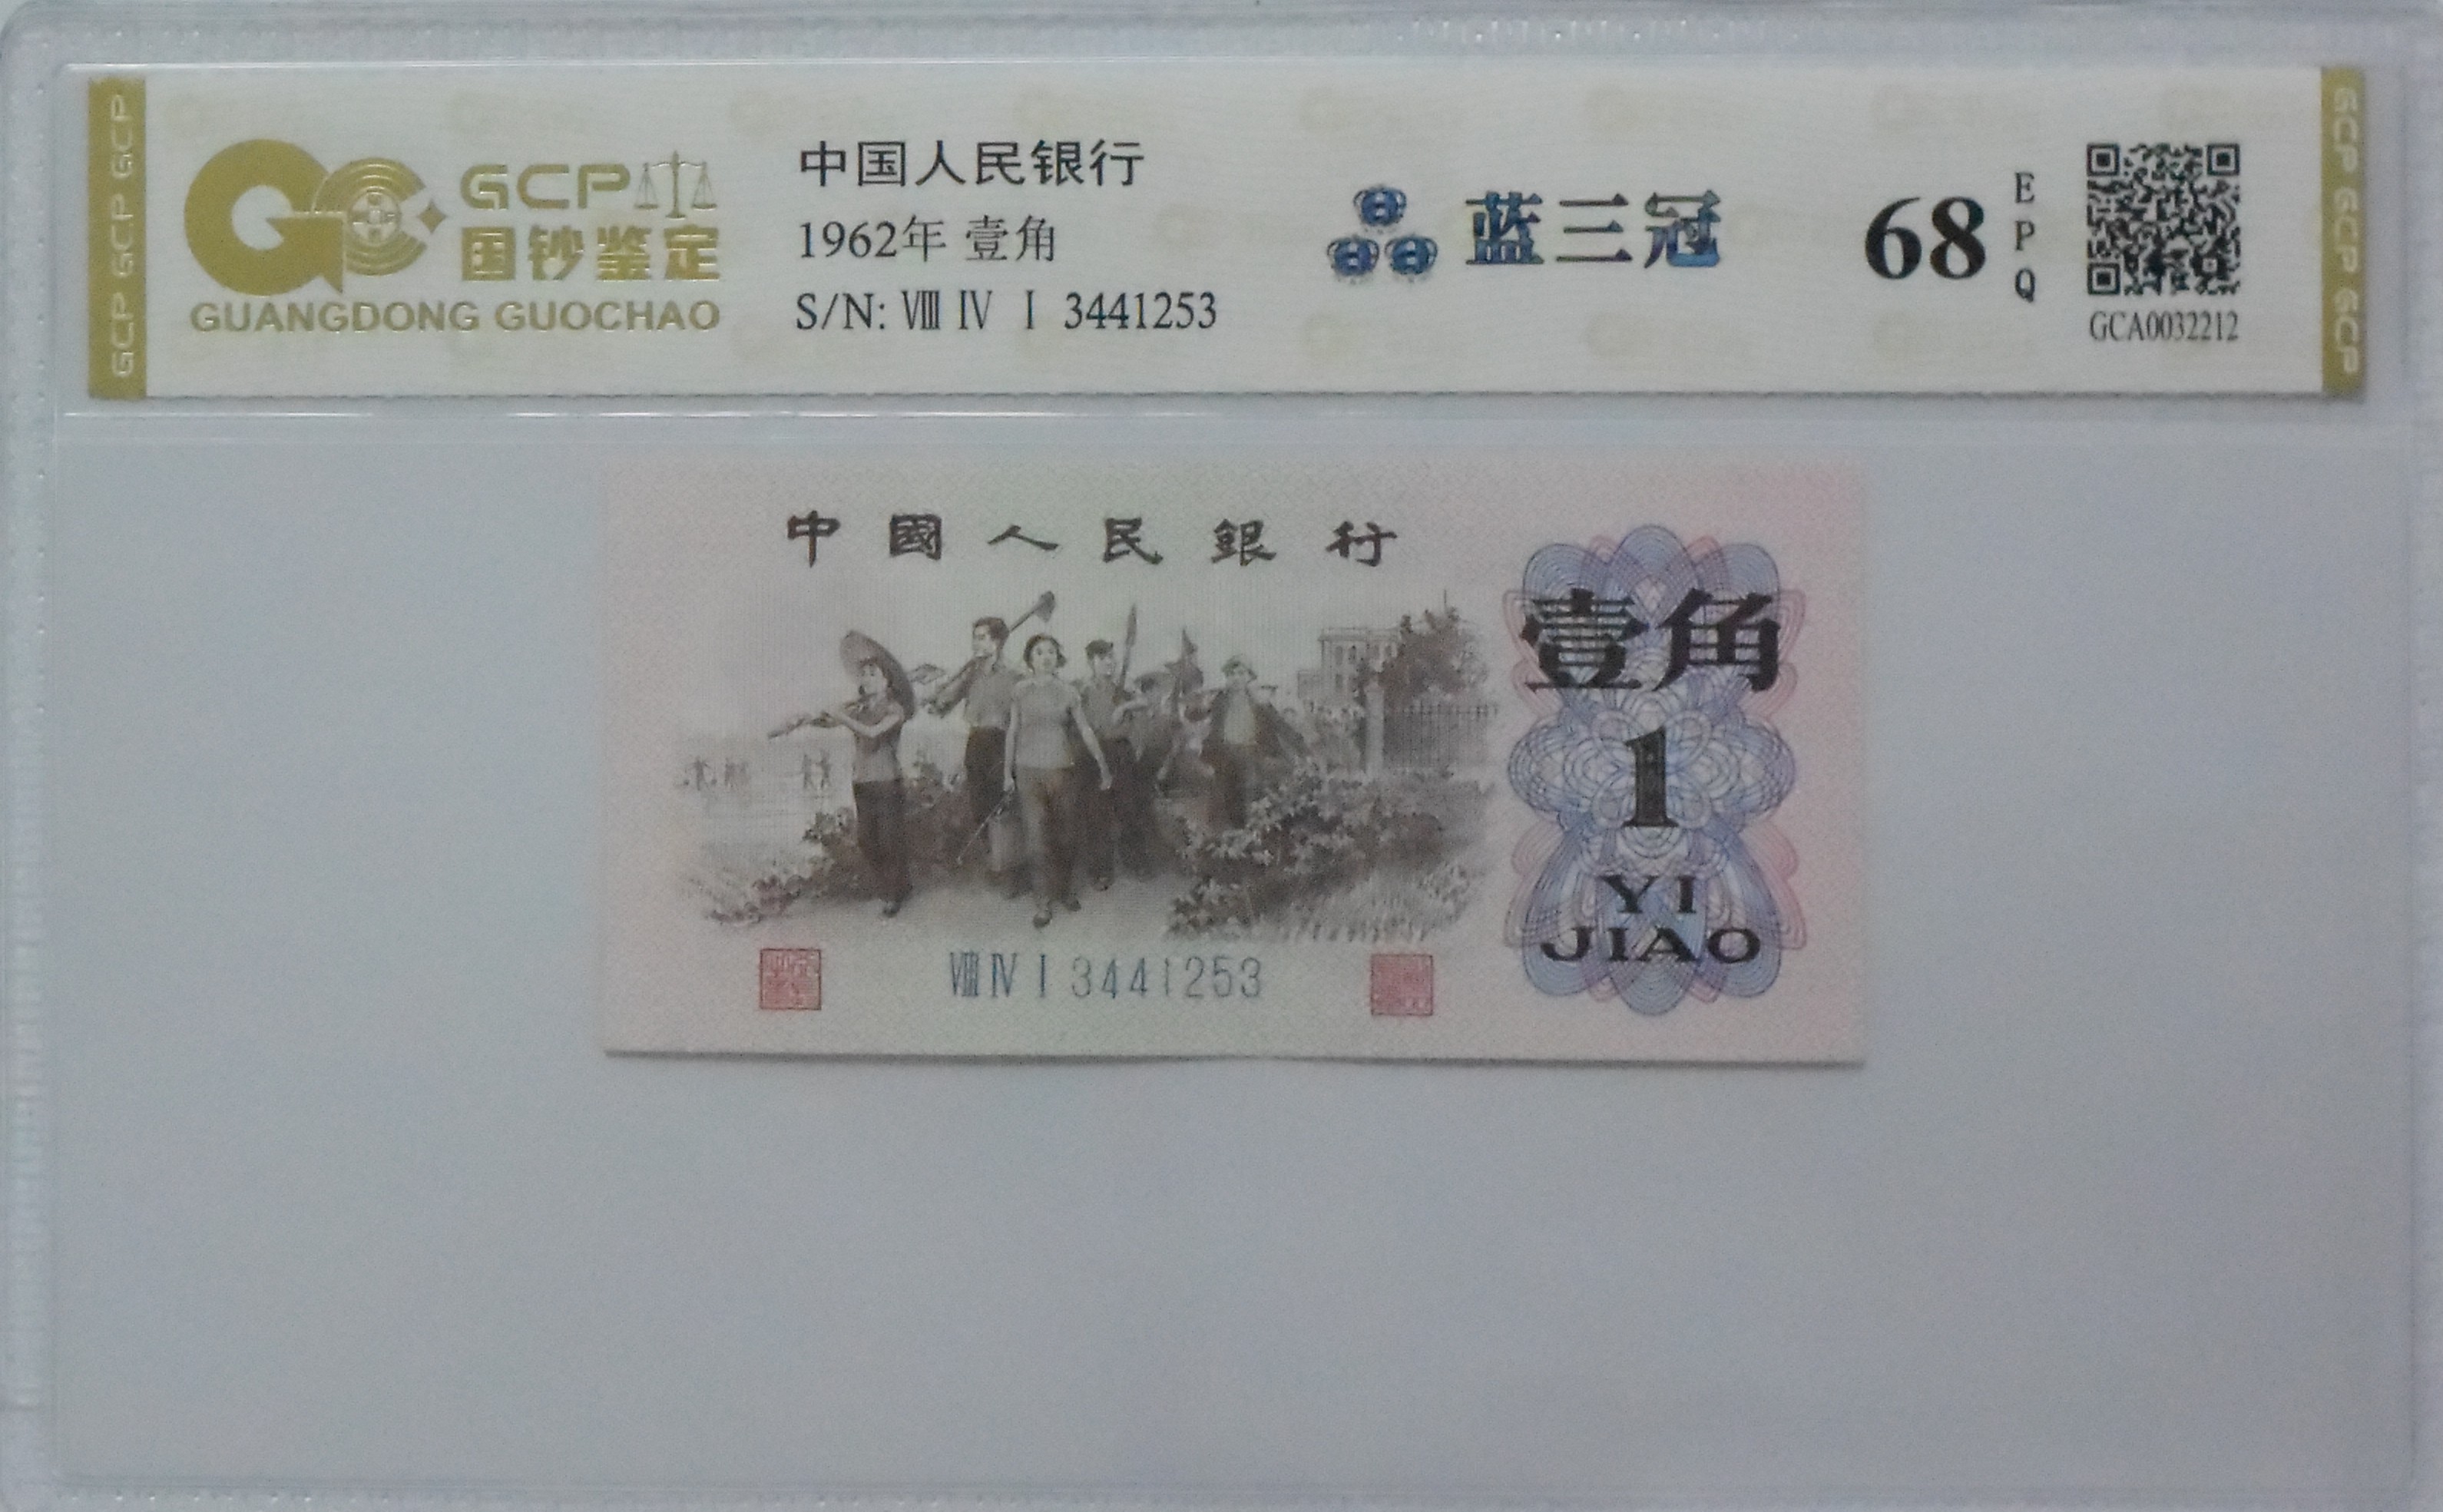 GCP GCP GCP
GCP
国钞鉴定
GUANGDONG GUOCHAO
中国人民银行
1962年 壹角
S/N: Ⅷ Ⅳ Ⅰ 3441253
蓝三冠
68
EPQ
GCA0032212
GCP GCP GCP
中國人民銀行
壹角
1
YI
JIAO
Ⅷ Ⅳ Ⅰ 3441253